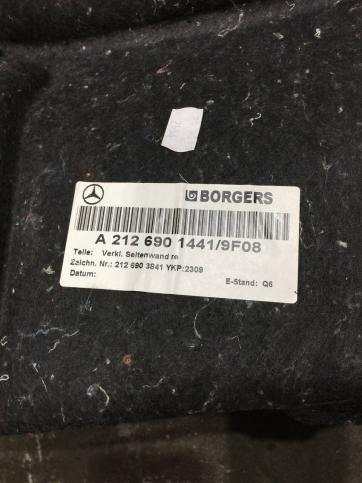 BORGERS
A 212 690 1441/9F08
Teile: Verkl. Seitenwand re
Zeichn. Nr.: 212 690 3841 YKP:2309
Datum:
E-Stand: Q6